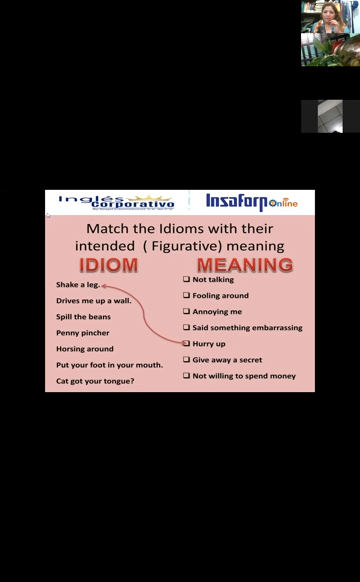 Inglés
Corporativo
Insaforp online
Match the Idioms with their
intended ( Figurative) meaning
IDIOM
MEANING
Shake a leg.
Drives me up a wall.
Spill the beans
Penny pincher
Horsing around
Put your foot in your mouth.
Cat got your tongue?
Not talking
Fooling around
Annoying me
Said something embarrassing
Hurry up
Give away a secret
Not willing to spend money